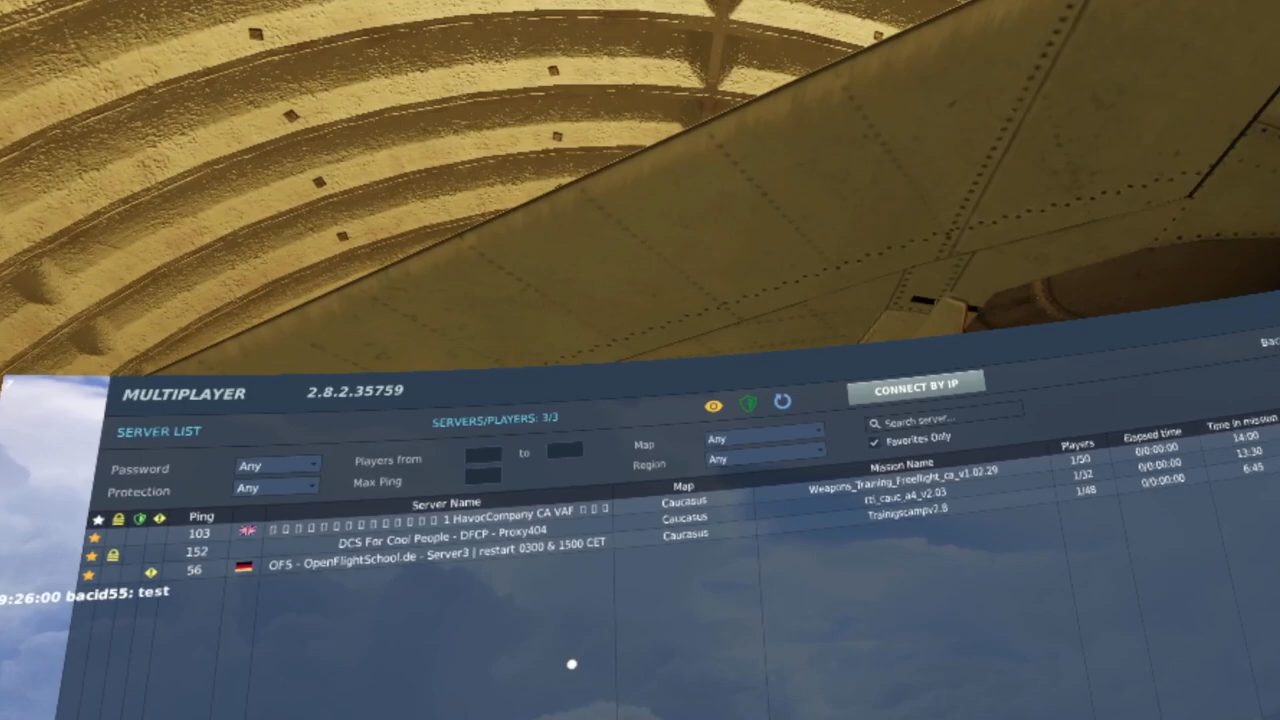 MULTIPLAYER 2.8.2.35759
CONNECT BY IP
SERVER LIST SERVERS/PLAYERS: 3/3
Search server...
Password Any Players from to Map Any Favorites Only
Protection Any Max Ping Region Any
Ping Server Name Map Mission Name Players Elapsed time Time in mission
103 1 HavocCompany CA VAF Caucasus Weapons_Training_Freeflight_ca_v1.02.29 1/50 0/0:00:00 14:00
152 DCS For Cool People - DFCP - Proxy404 Caucasus rtl_cauc_a4_v2.03 1/32 0/0:00:00 13:30
56 OFS - OpenFlightSchool.de - Server3 | restart 0300 & 1500 CET Caucasus Trainigscampv2.8 1/48 0/0:00:00 6:45
9:26:00 bacid55: test